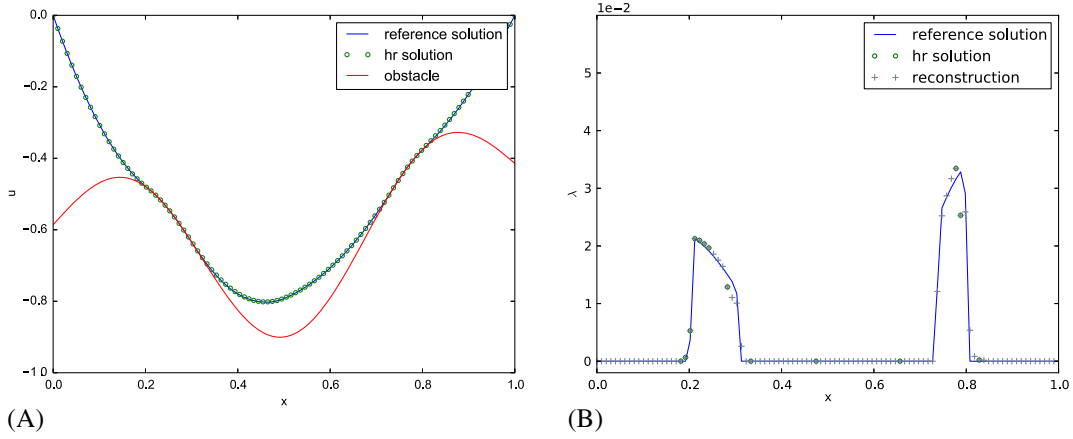 0.0
−0.2
−0.4
−0.6
−0.8
−1.0
u
0.0 0.2 0.4 0.6 0.8 1.0
x
reference solution
hr solution
obstacle
(A)
1e−2
5
4
3
2
1
0
λ
0.0 0.2 0.4 0.6 0.8 1.0
x
reference solution
hr solution
reconstruction
(B)